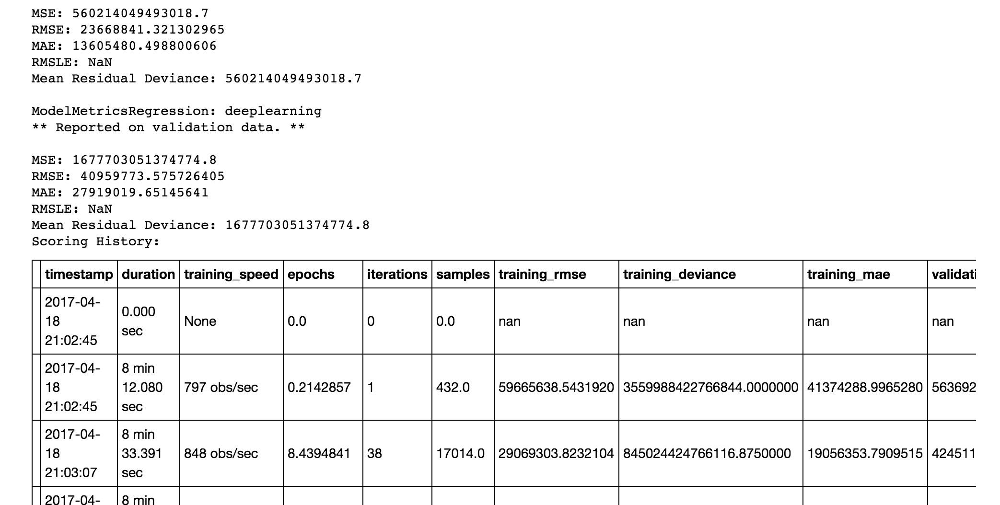 MSE: 560214049493018.7
RMSE: 23668841.321302965
MAE: 13605480.498800606
RMSLE: NaN
Mean Residual Deviance: 560214049493018.7
ModelMetricsRegression: deeplearning
** Reported on validation data. **
MSE: 1677703051374774.8
RMSE: 40959773.575726405
MAE: 27919019.65145641
RMSLE: NaN
Mean Residual Deviance: 1677703051374774.8
Scoring History:
timestamp duration training_speed epochs iterations samples training_rmse training_deviance training_mae validati
2017-04-
18
21:02:45
0.000
sec
None 0.0 0 0.0 nan nan nan nan
2017-04-
18
21:02:45
8 min
12.080
sec
797 obs/sec 0.2142857 1 432.0 59665638.5431920 3559988422766844.0000000 41374288.9965280 563692
2017-04-
18
21:03:07
8 min
33.391
sec
848 obs/sec 8.4394841 38 17014.0 29069303.8232104 845024424766116.8750000 19056353.7909515 424511
2017-04-
8 min